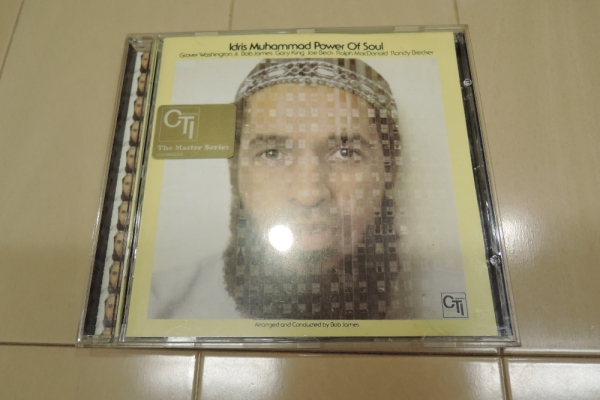 Idris Muhammad Power Of Soul
Grover Washington Jr. Bob James Gary King Joe Beck Ralph MacDonald Randy Brecker
CTI
The Master Series
CTI
Arranged and Conducted by Bob James